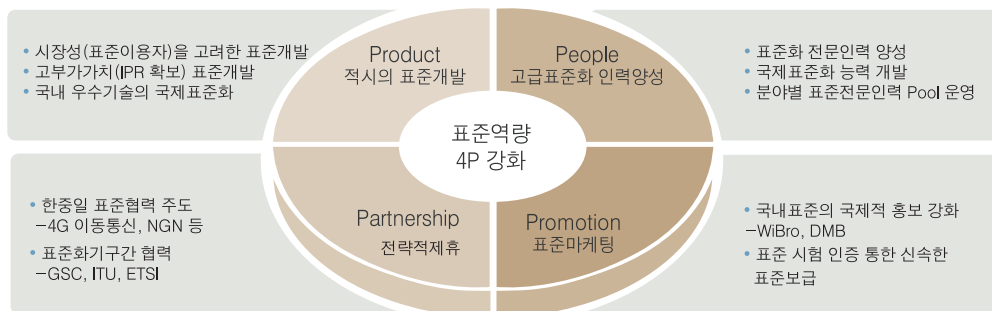 • 시장성(표준이용자)을 고려한 표준개발
• 고부가가치(IPR 확보) 표준개발
• 국내 우수기술의 국제표준화
Product
적시의 표준개발
People
고급표준화 인력양성
• 표준화 전문인력 양성
• 국제표준화 능력 개발
• 분야별 표준전문인력 Pool 운영
표준역량
4P 강화
• 한중일 표준협력 주도
–4G 이동통신, NGN 등
• 표준화기구간 협력
–GSC, ITU, ETSI
Partnership
전략적제휴
Promotion
표준마케팅
• 국내표준의 국제적 홍보 강화
–WiBro, DMB
• 표준 시험 인증 통한 신속한
표준보급